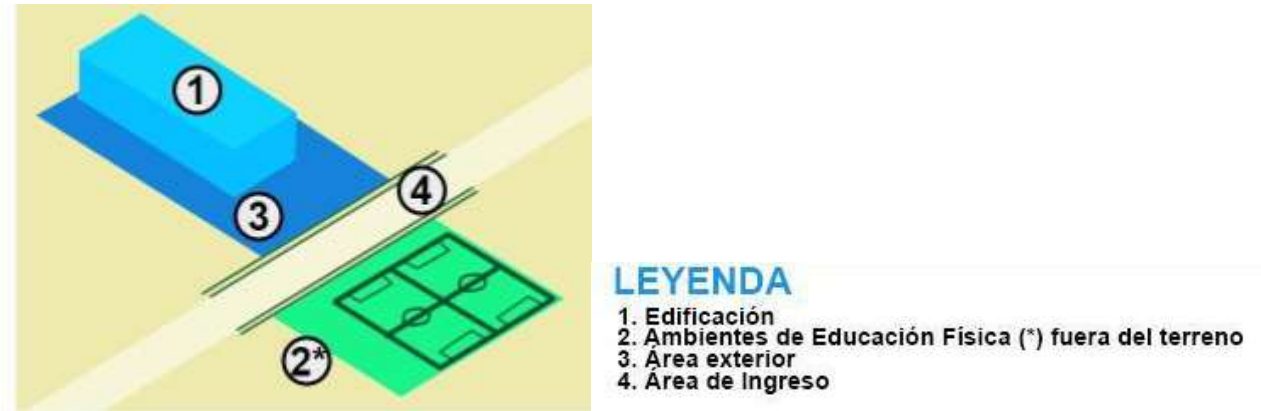 1
4
3
2*
LEYENDA
1. Edificación
2. Ambientes de Educación Física (*) fuera del terreno
3. Área exterior
4. Área de Ingreso